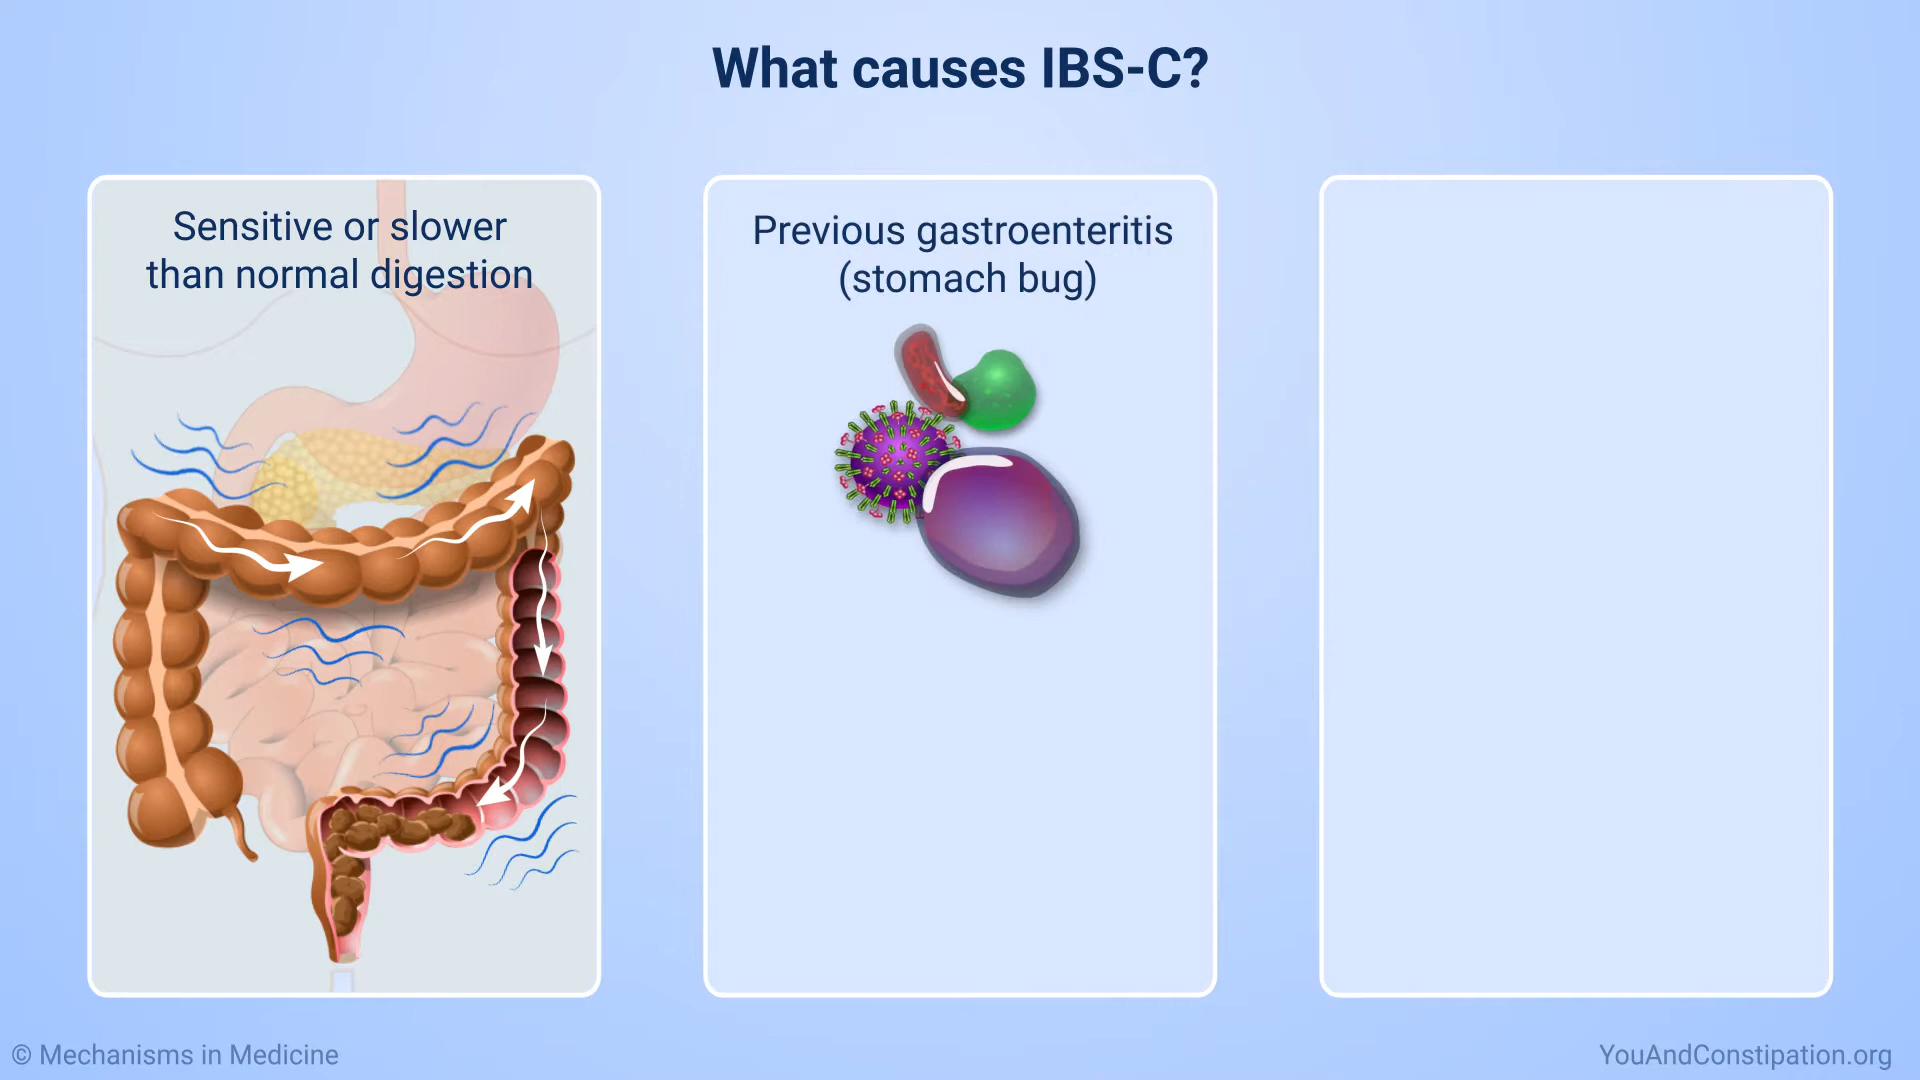 What causes IBS-C?
Sensitive or slower
than normal digestion
Previous gastroenteritis
(stomach bug)
© Mechanisms in Medicine
YouAndConstipation.org